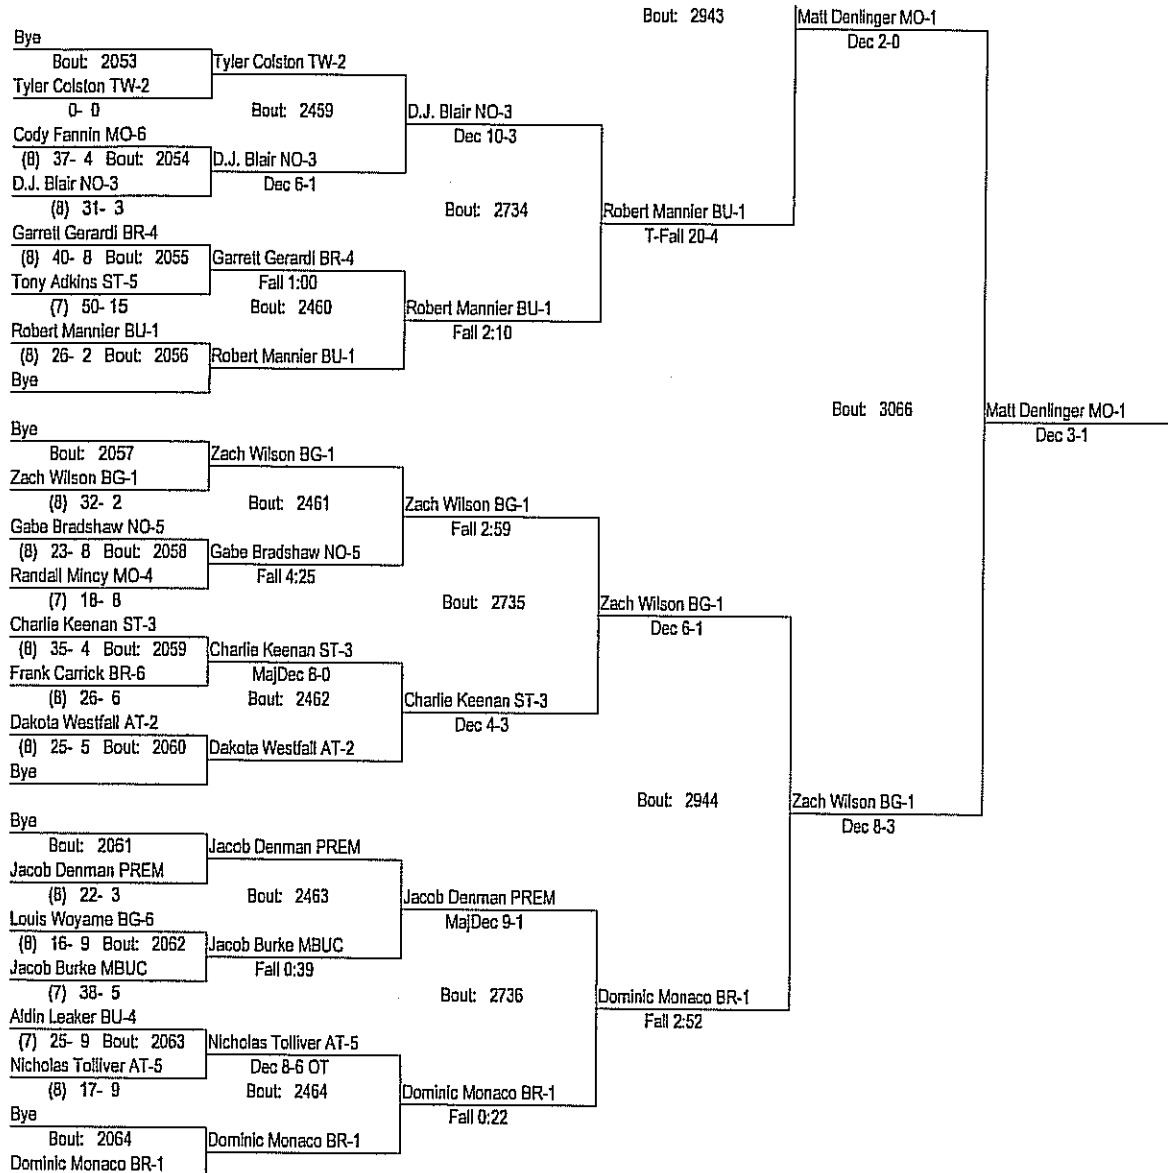 Bout: 2943
Matt Denlinger MO-1
Dec 2-0
Bye
Bout: 2053
Tyler Colston TW-2
Tyler Colston TW-2
0- 0
Bout: 2459
D.J. Blair NO-3
Dec 10-3
Cody Fannin MO-6
(8) 37- 4 Bout: 2054
D.J. Blair NO-3
D.J. Blair NO-3
Dec 6-1
(8) 31- 3
Bout: 2734
Robert Mannier BU-1
T-Fall 20-4
Garrett Gerardi BR-4
(8) 40- 8 Bout: 2055
Garrett Gerardi BR-4
Tony Adkins ST-5
Fall 1:00
(7) 50- 15
Bout: 2460
Robert Mannier BU-1
Fall 2:10
Robert Mannier BU-1
(8) 26- 2 Bout: 2056
Robert Mannier BU-1
Bye
Bout: 3066
Matt Denlinger MO-1
Dec 3-1
Bye
Bout: 2057
Zach Wilson BG-1
Zach Wilson BG-1
(8) 32- 2
Bout: 2461
Zach Wilson BG-1
Fall 2:59
Gabe Bradshaw NO-5
(8) 23- 8 Bout: 2058
Gabe Bradshaw NO-5
Randall Mincy MO-4
Fall 4:25
(7) 18- 8
Bout: 2735
Zach Wilson BG-1
Dec 6-1
Charlie Keenan ST-3
(8) 35- 4 Bout: 2059
Charlie Keenan ST-3
Frank Carrick BR-6
MajDec 8-0
(8) 26- 6
Bout: 2462
Charlie Keenan ST-3
Dec 4-3
Dakota Westfall AT-2
(8) 25- 5 Bout: 2060
Dakota Westfall AT-2
Bye
Bout: 2944
Zach Wilson BG-1
Dec 8-3
Bye
Bout: 2061
Jacob Denman PREM
Jacob Denman PREM
(8) 22- 3
Bout: 2463
Jacob Denman PREM
MajDec 9-1
Louis Woyame BG-6
(8) 16- 9 Bout: 2062
Jacob Burke MBUC
Jacob Burke MBUC
Fall 0:39
(7) 38- 5
Bout: 2736
Dominic Monaco BR-1
Fall 2:52
Aldin Leaker BU-4
(7) 25- 9 Bout: 2063
Nicholas Tolliver AT-5
Nicholas Tolliver AT-5
Dec 8-6 OT
(8) 17- 9
Bout: 2464
Dominic Monaco BR-1
Fall 0:22
Bye
Bout: 2064
Dominic Monaco BR-1
Dominic Monaco BR-1